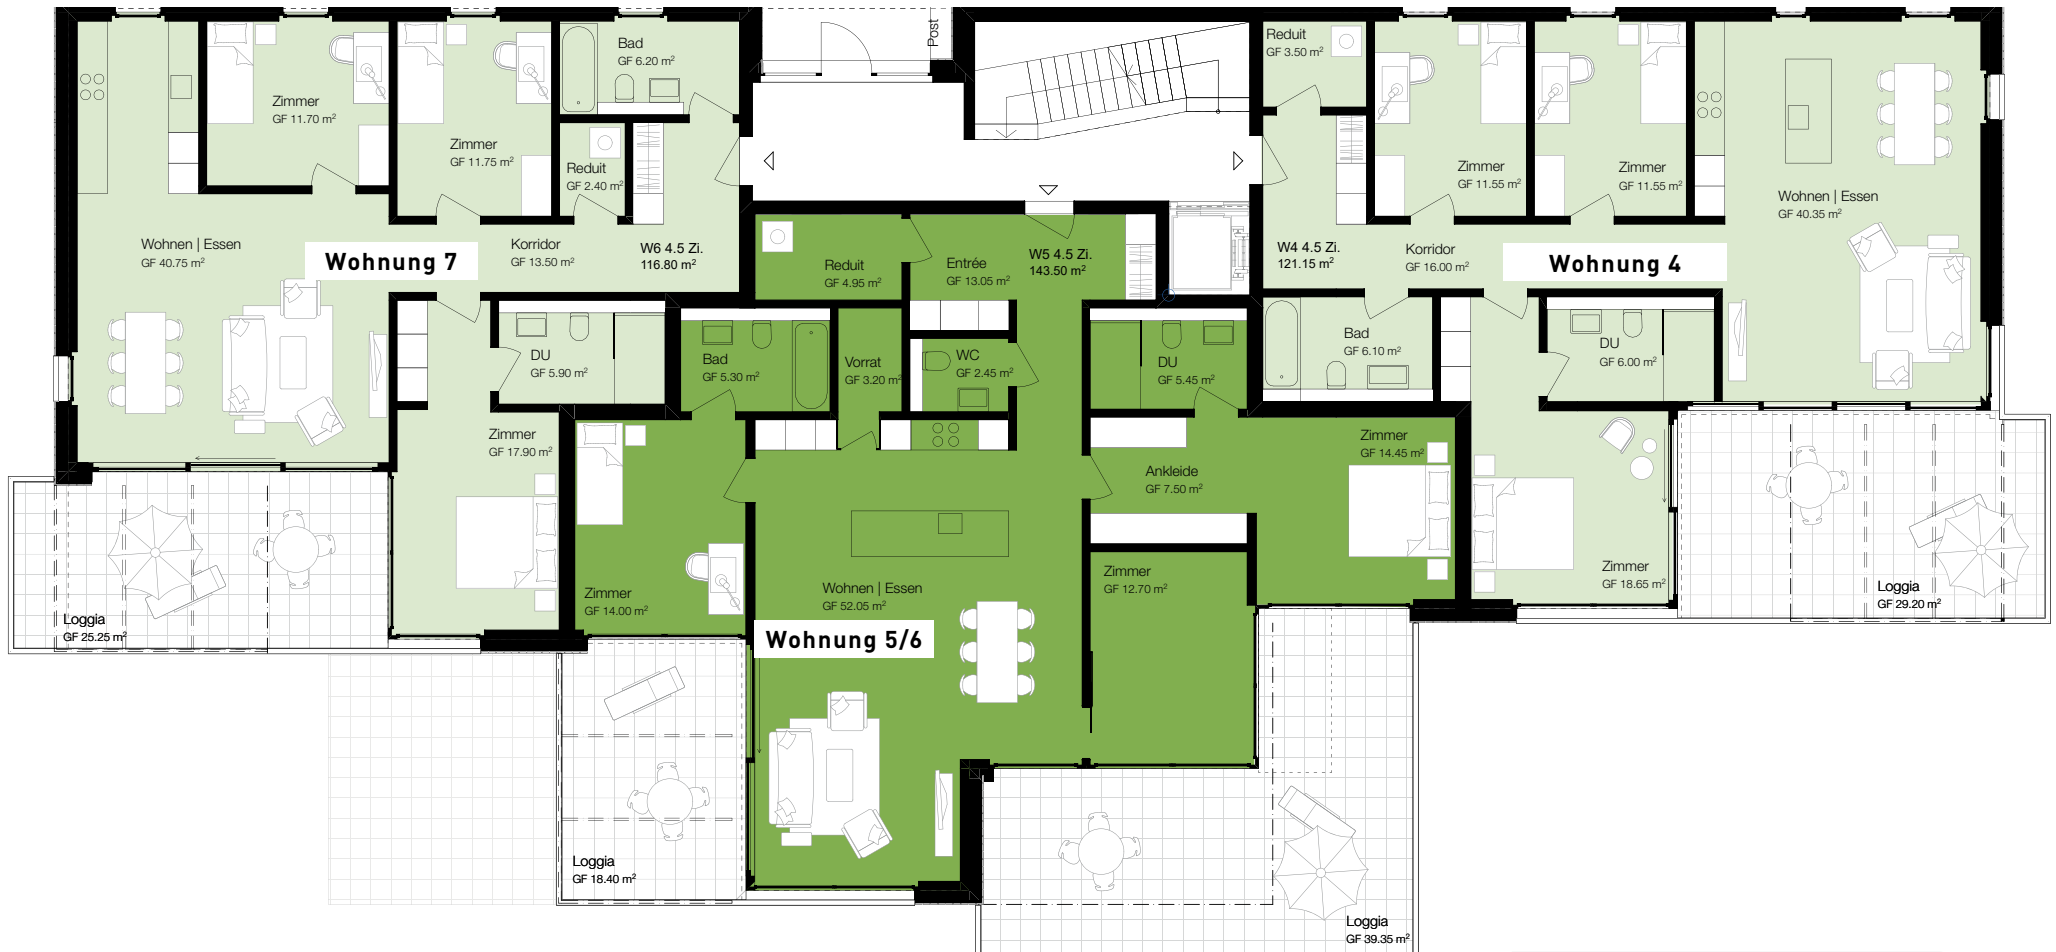 Post
Bad
GF 6.20 m²
Reduit
GF 3.50 m²
Zimmer
GF 11.70 m²
Zimmer
GF 11.75 m²
Reduit
GF 2.40 m²
Zimmer
GF 11.55 m²
Zimmer
GF 11.55 m²
Wohnen | Essen
GF 40.35 m²
Wohnen | Essen
GF 40.75 m²
Wohnung 7
Korridor
GF 13.50 m²
W6 4.5 Zi.
116.80 m²
Reduit
GF 4.95 m²
Entrée
GF 13.05 m²
W5 4.5 Zi.
143.50 m²
W4 4.5 Zi.
121.15 m²
Korridor
GF 16.00 m²
Wohnung 4
DU
GF 5.90 m²
Bad
GF 5.30 m²
Vorrat
GF 3.20 m²
WC
GF 2.45 m²
DU
GF 5.45 m²
Bad
GF 6.10 m²
DU
GF 6.00 m²
Zimmer
GF 17.90 m²
Ankleide
GF 7.50 m²
Zimmer
GF 14.45 m²
Zimmer
GF 14.00 m²
Wohnen | Essen
GF 52.05 m²
Zimmer
GF 12.70 m²
Zimmer
GF 18.65 m²
Loggia
GF 29.20 m²
Loggia
GF 25.25 m²
Wohnung 5/6
Loggia
GF 18.40 m²
Loggia
GF 39.35 m²